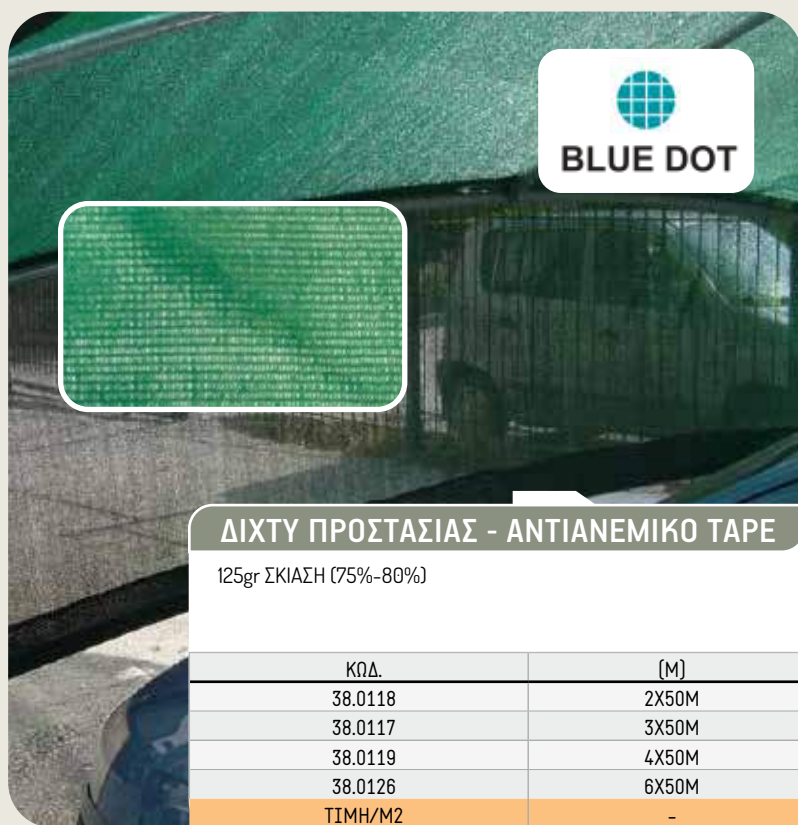 BLUE DOT
ΔΙΧΤΥ ΠΡΟΣΤΑΣΙΑΣ - ΑΝΤΙΑΝΕΜΙΚΟ TAPE
125gr ΣΚΙΑΣΗ (75%-80%)
ΚΩΔ. (Μ)
38.0118 2X50M
38.0117 3X50M
38.0119 4X50M
38.0126 6X50M
ΤΙΜΗ/Μ2 -